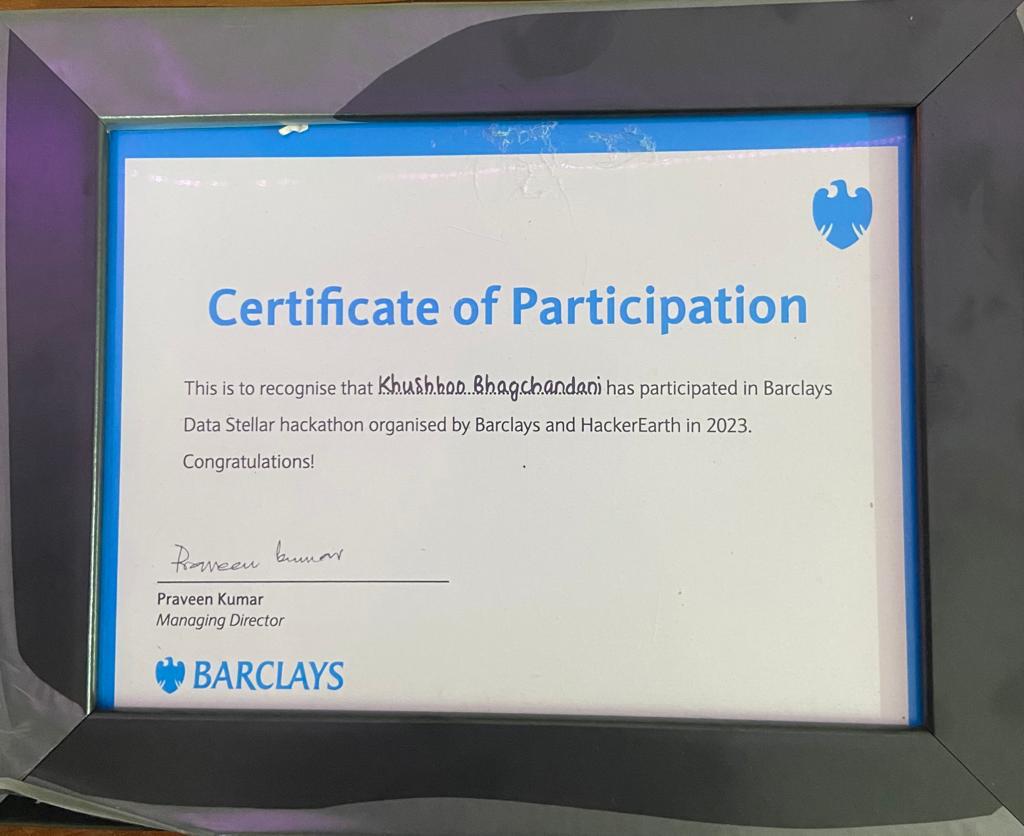 Certificate of Participation
This is to recognise that Khushboo Bhagchandani has participated in Barclays
Data Stellar hackathon organised by Barclays and HackerEarth in 2023.
Congratulations!
Praveen kumar
Praveen Kumar
Managing Director
BARCLAYS